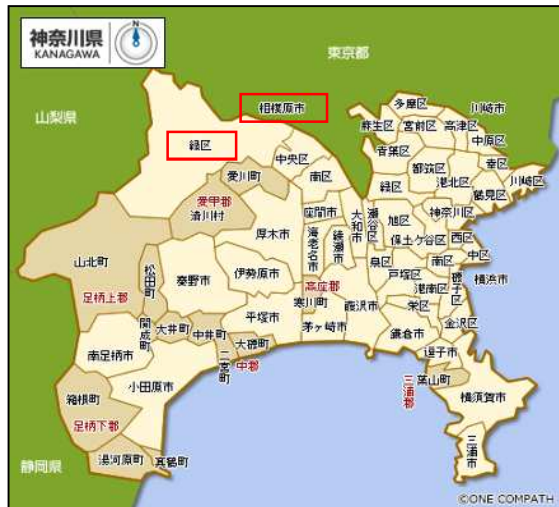 神奈川県
KANAGAWA
東京都
山梨県
静岡県
相模原市
緑区
中央区
南区
愛川町
愛甲郡
清川村
多摩区
川崎市
麻生区
宮前区
高津区
中原区
青葉区
都筑区
港北区
幸区
川崎区
鶴見区
緑区
神奈川区
座間市
大和市
瀬谷区
旭区
保土ケ谷区
西区
中区
南区
横浜市
厚木市
海老名市
綾瀬市
泉区
戸塚区
港南区
磯子区
山北町
足柄上郡
松田町
秦野市
伊勢原市
高座郡
寒川町
藤沢市
栄区
金沢区
開成町
大井町
中井町
平塚市
茅ヶ崎市
鎌倉市
逗子市
南足柄市
大磯町
二宮町
中郡
葉山町
三浦郡
小田原市
箱根町
足柄下郡
横須賀市
三浦市
湯河原町
真鶴町
©ONE COMPATH